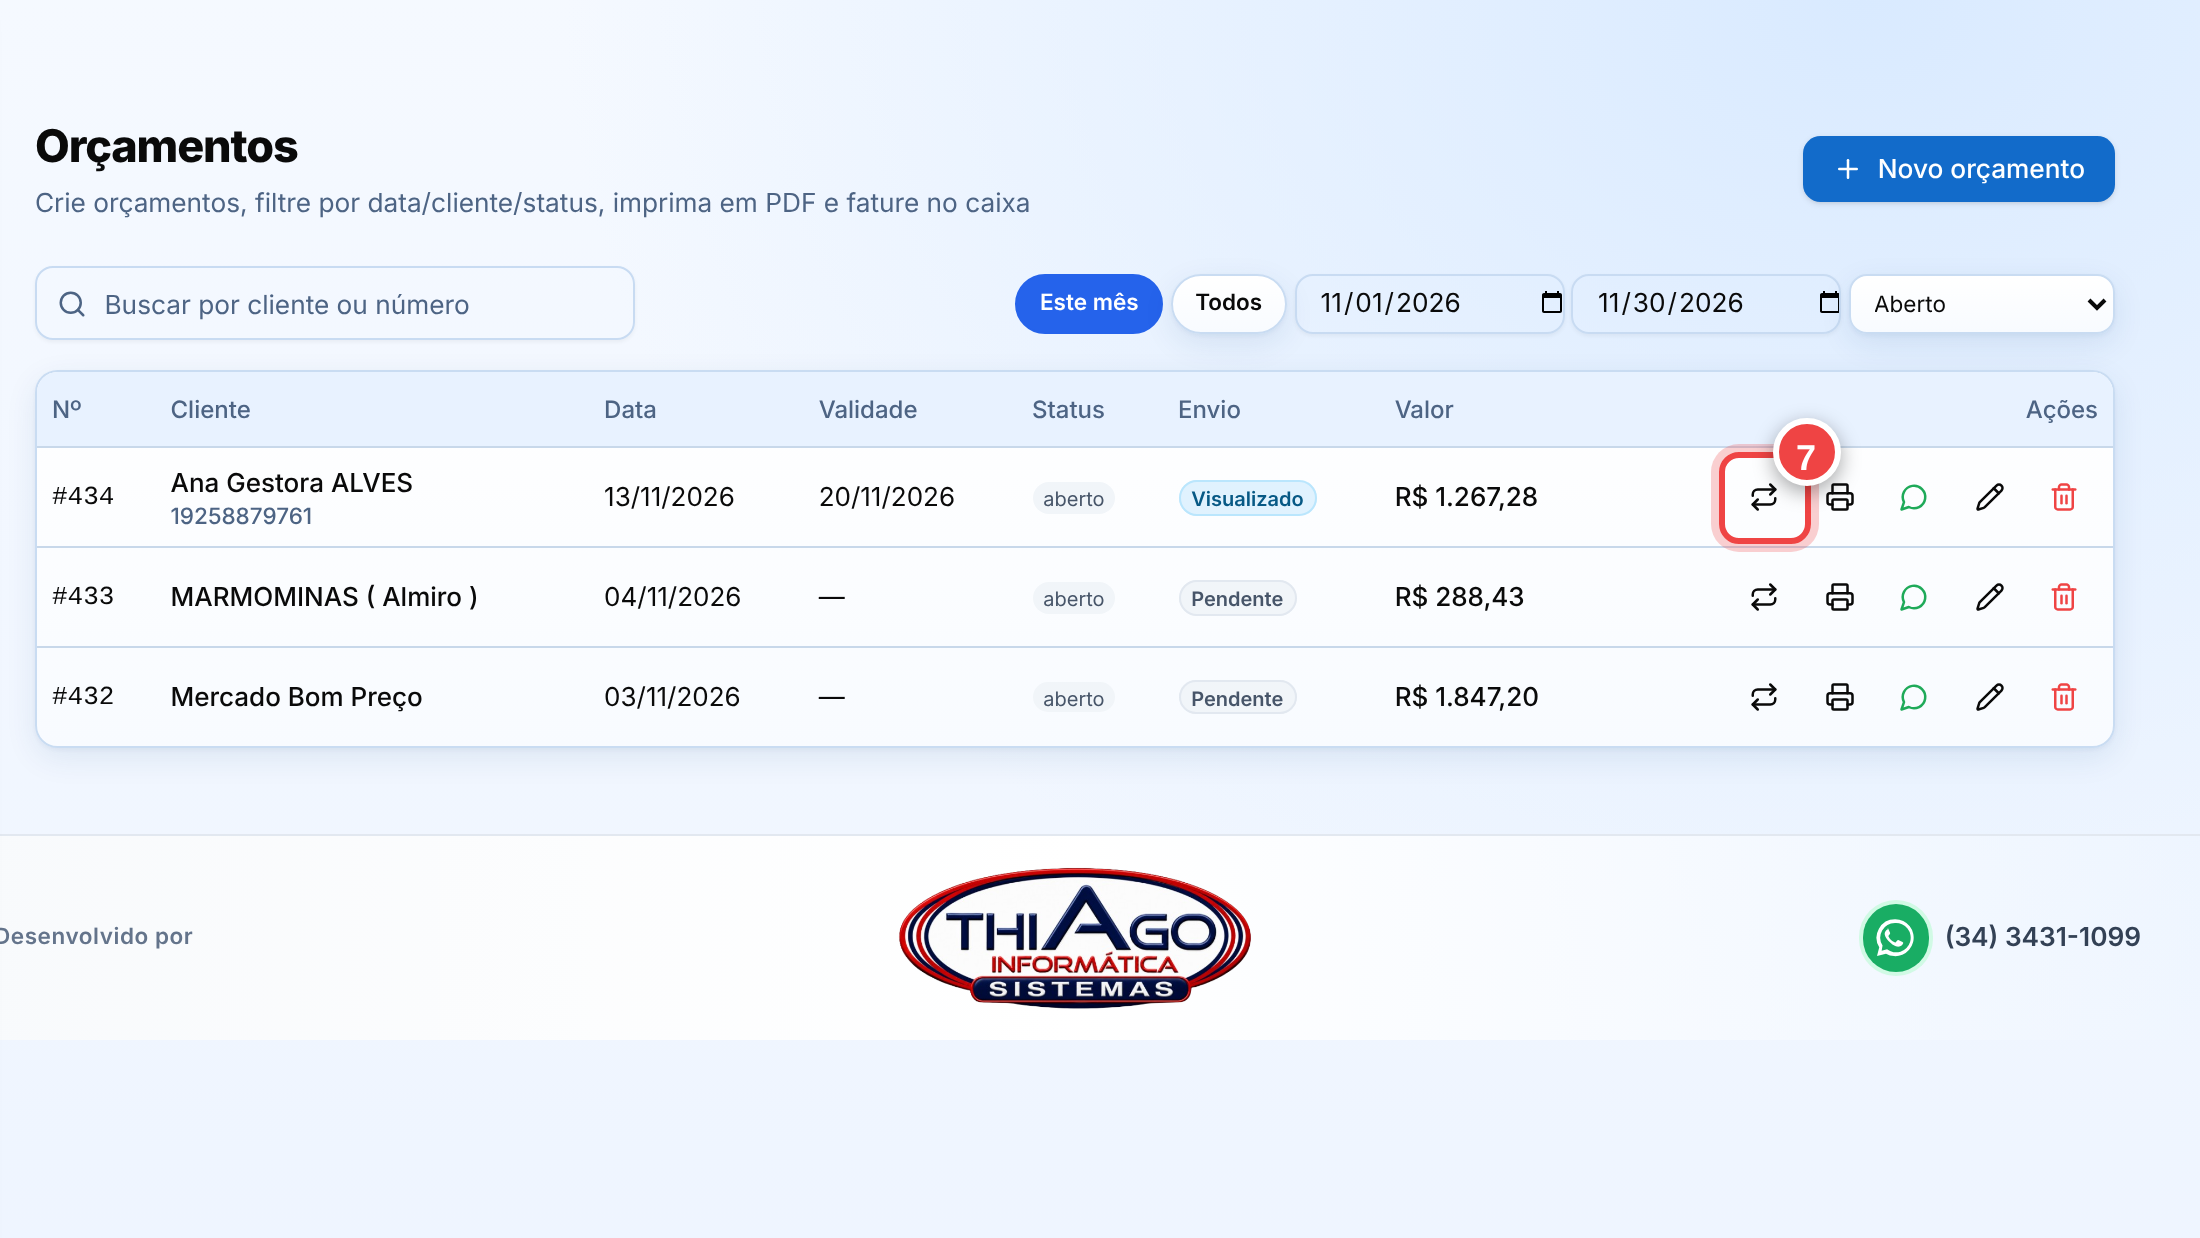 Orçamentos
Crie orçamentos, filtre por data/cliente/status, imprima em PDF e fature no caixa
+ Novo orçamento
Buscar por cliente ou número
Este mês
Todos
11/01/2026
11/30/2026
Aberto
Nº Cliente Data Validade Status Envio Valor Ações
7
#434 Ana Gestora ALVES 13/11/2026 20/11/2026 aberto Visualizado R$ 1.267,28
19258879761
#433 MARMOMINAS ( Almiro ) 04/11/2026 — aberto Pendente R$ 288,43
#432 Mercado Bom Preço 03/11/2026 — aberto Pendente R$ 1.847,20
Desenvolvido por
THIAGO
INFORMÁTICA
SISTEMAS
(34) 3431-1099